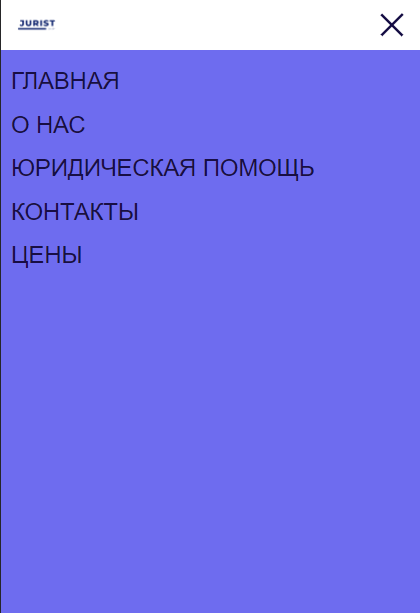 JURIST
ГЛАВНАЯ
О НАС
ЮРИДИЧЕСКАЯ ПОМОЩЬ
КОНТАКТЫ
ЦЕНЫ